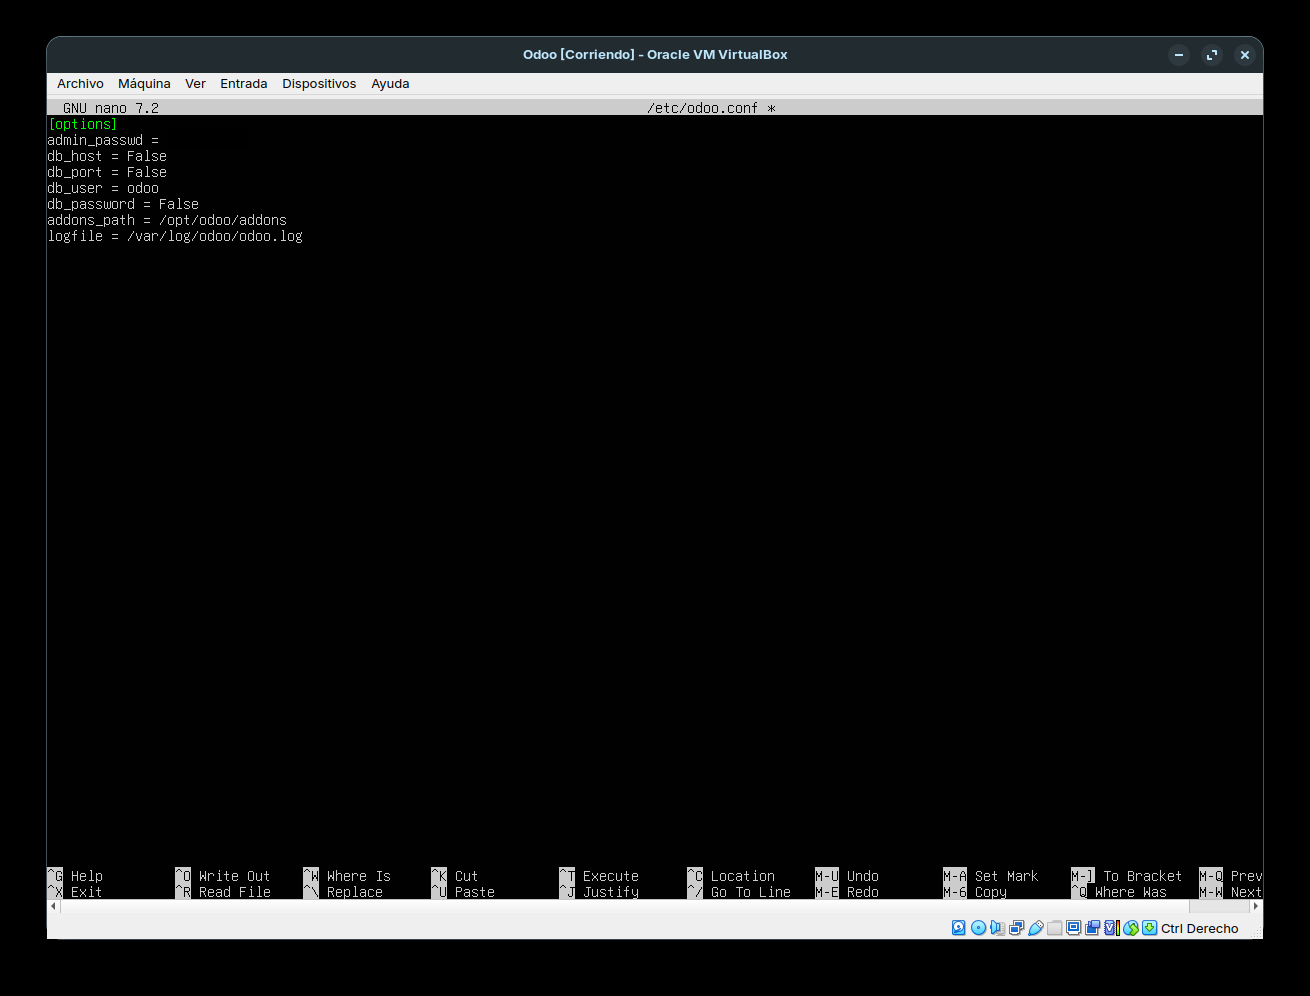 Odoo [Corriendo] - Oracle VM VirtualBox
Archivo Máquina Ver Entrada Dispositivos Ayuda
GNU nano 7.2 /etc/odoo.conf *
[options]
admin_passwd =
db_host = False
db_port = False
db_user = odoo
db_password = False
addons_path = /opt/odoo/addons
logfile = /var/log/odoo/odoo.log
^G Help ^O Write Out ^W Where Is ^K Cut ^T Execute ^C Location M-U Undo M-A Set Mark M-] To Bracket M-Q Prev
^X Exit ^R Read File ^\ Replace ^U Paste ^J Justify ^/ Go To Line M-E Redo M-6 Copy ^Q Where Was M-W Next
Ctrl Derecho